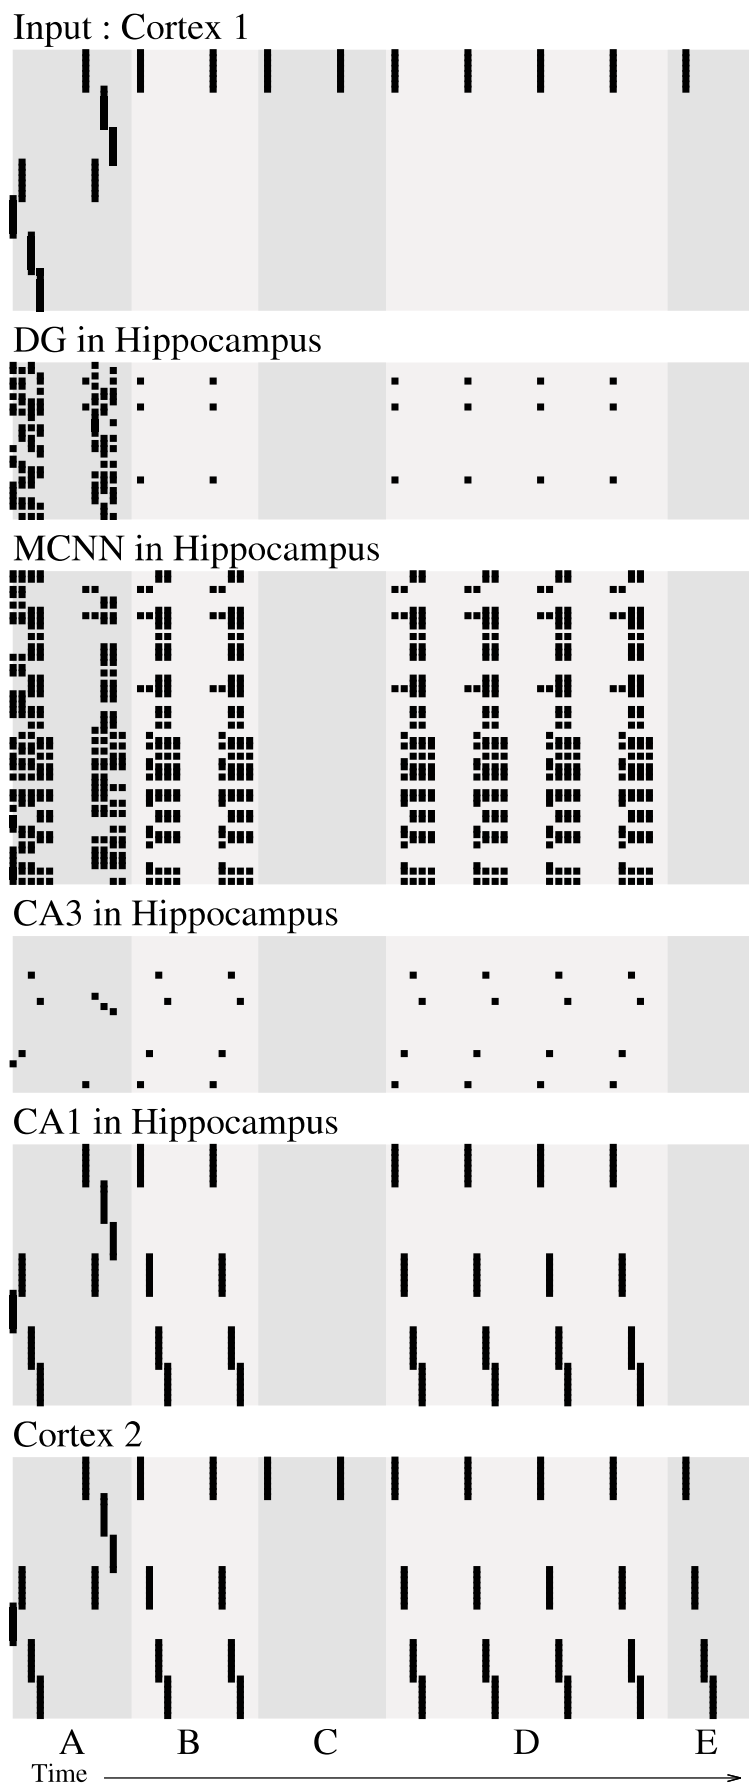 Input : Cortex 1
DG in Hippocampus
MCNN in Hippocampus
CA3 in Hippocampus
CA1 in Hippocampus
Cortex 2
A B C D E
Time